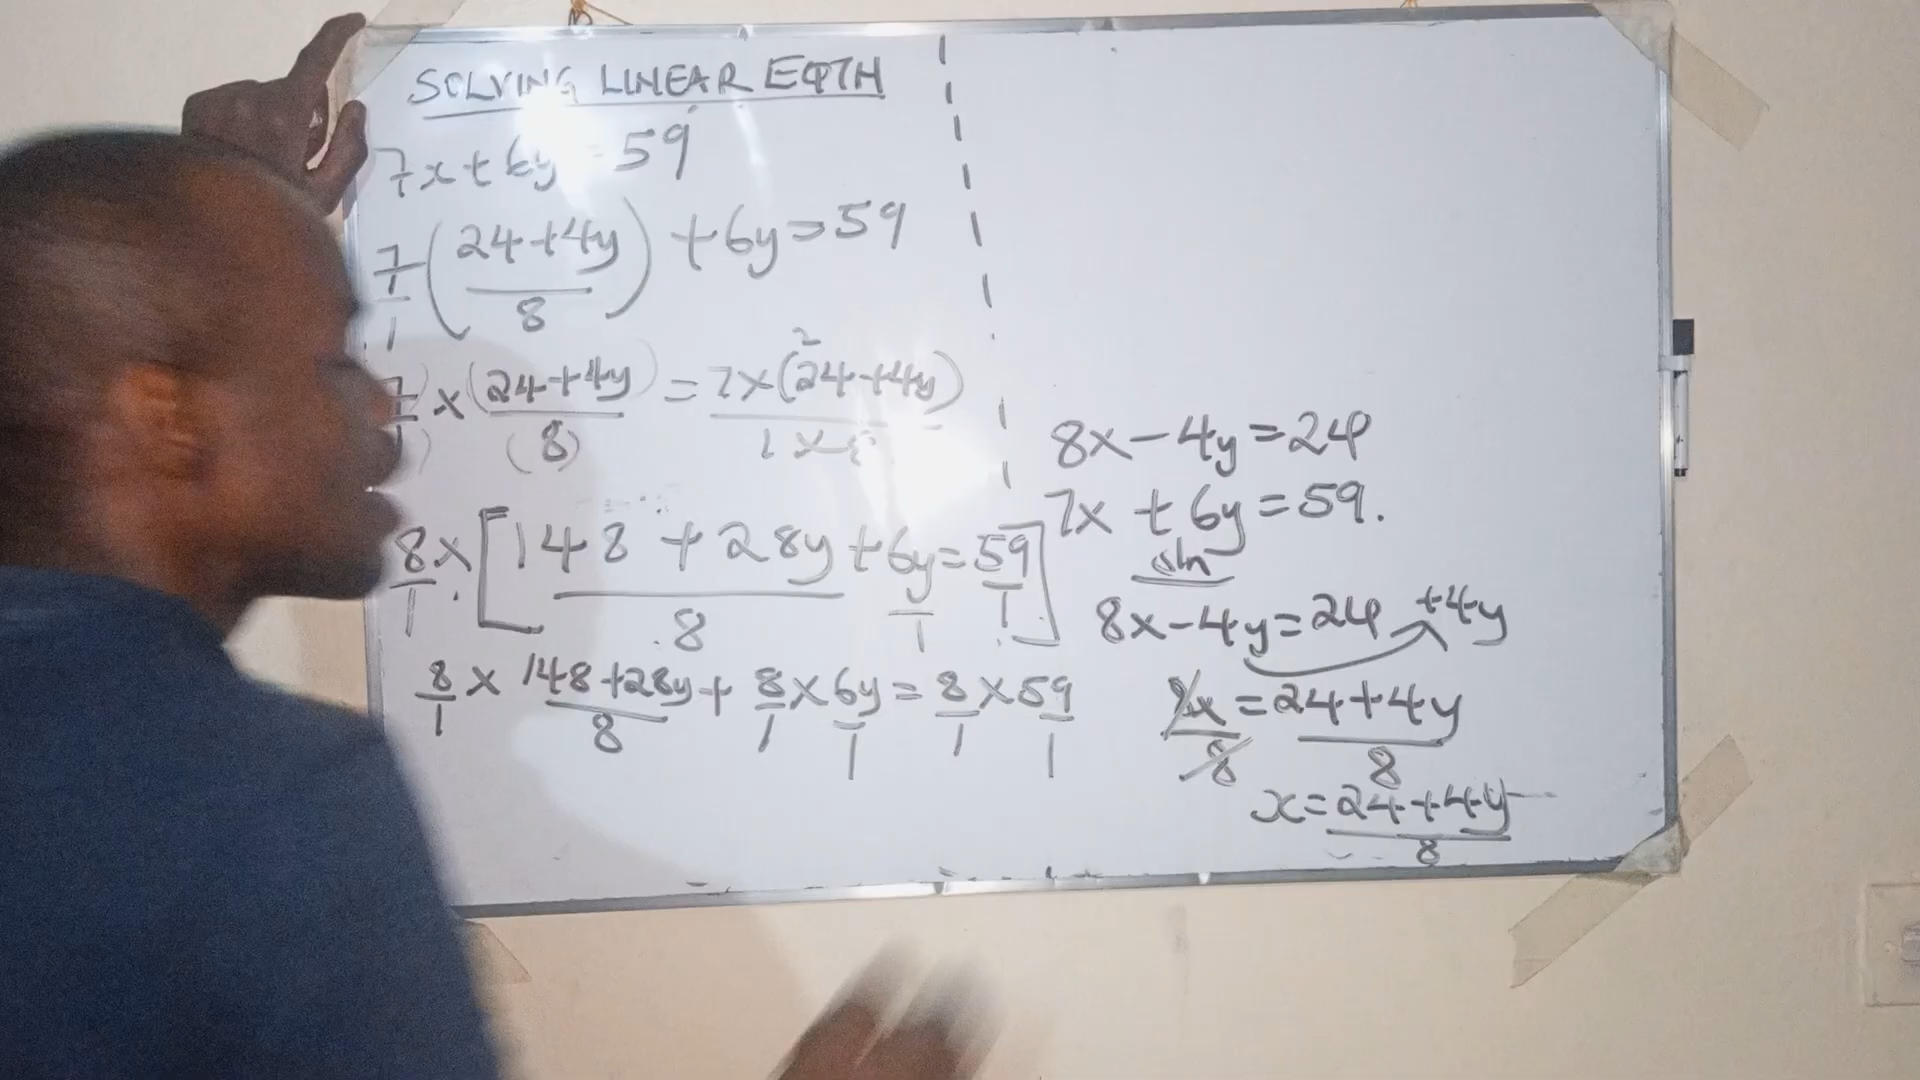 SOLVING LINEAR EQTH
7x + 6y = 59
7/1 (24+4y/8) + 6y = 59
7/1 × (24+4y)/(8) = 7×(24+4y)/1×8
8/1 × [148 + 28y/8 + 6y/1 = 59/1]
8/1 × 148+28y/8 + 8/1 × 6y/1 = 8/1 × 59/1
8x − 4y = 24
7x + 6y = 59.
sln
8x − 4y = 24 +4y
8x/8 = 24+4y/8
x = 24+4y/8